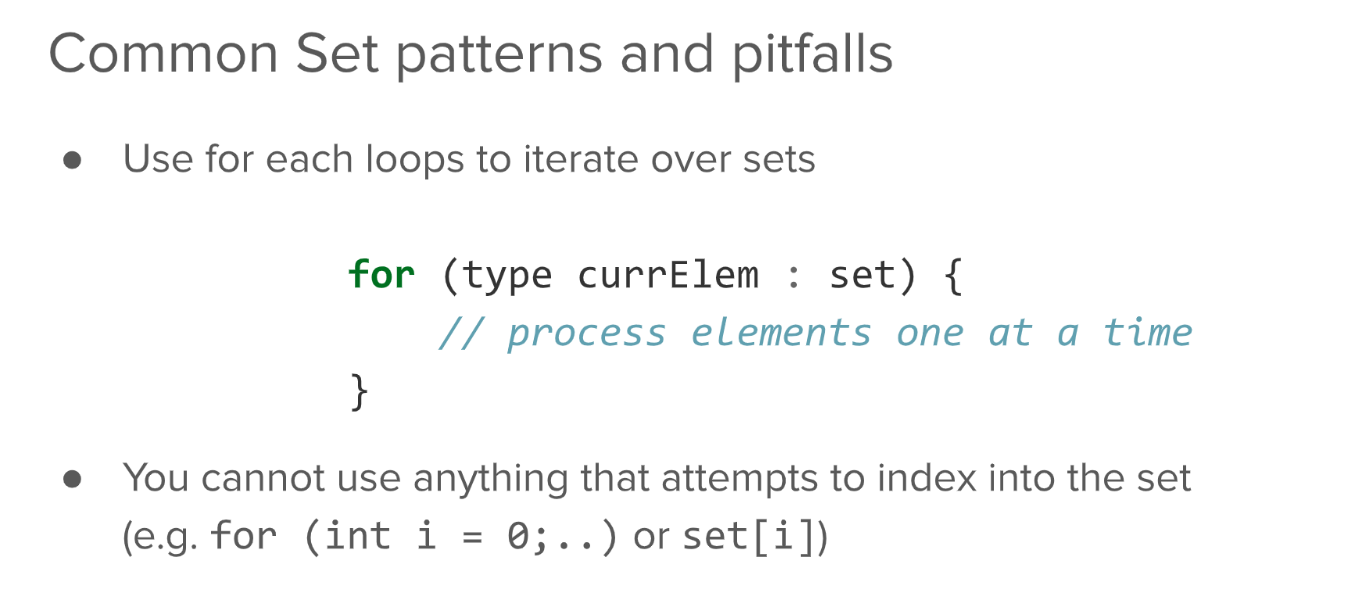 Common Set patterns and pitfalls
● Use for each loops to iterate over sets
for (type currElem : set) {
// process elements one at a time
}
● You cannot use anything that attempts to index into the set
(e.g. for (int i = 0;..) or set[i])